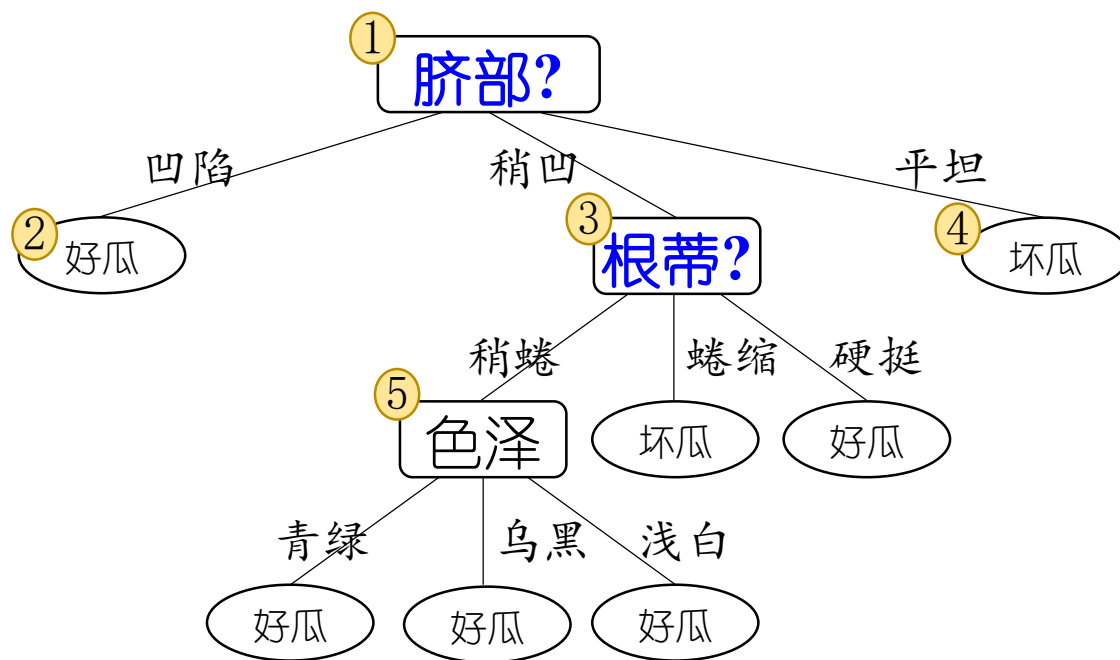 1
脐部?
凹陷
稍凹
平坦
2
好瓜
3
根蒂?
4
坏瓜
稍蜷
蜷缩
硬挺
5
色泽
坏瓜
好瓜
青绿
乌黑
浅白
好瓜
好瓜
好瓜